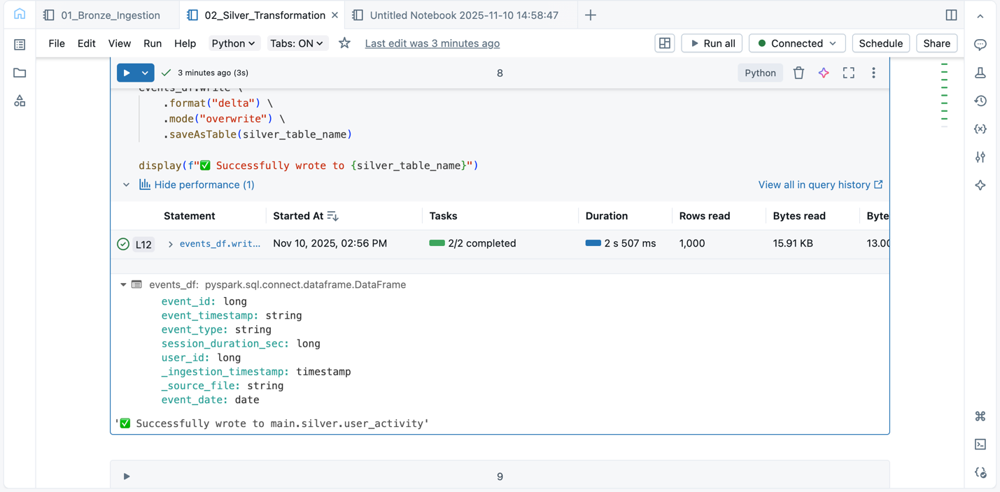 01_Bronze_Ingestion
02_Silver_Transformation
Untitled Notebook 2025-11-10 14:58:47
File Edit View Run Help Python Tabs: ON Last edit was 3 minutes ago Run all Connected Schedule Share
3 minutes ago (3s) 8 Python
events_df.write \
.format("delta") \
.mode("overwrite") \
.saveAsTable(silver_table_name)
display(f"✅ Successfully wrote to {silver_table_name}")
Hide performance (1) View all in query history
Statement Started At Tasks Duration Rows read Bytes read Byte
L12 events_df.writ... Nov 10, 2025, 02:56 PM 2/2 completed 2 s 507 ms 1,000 15.91 KB 13.00
events_df: pyspark.sql.connect.dataframe.DataFrame
event_id: long
event_timestamp: string
event_type: string
session_duration_sec: long
user_id: long
_ingestion_timestamp: timestamp
_source_file: string
event_date: date
'✅ Successfully wrote to main.silver.user_activity'
9